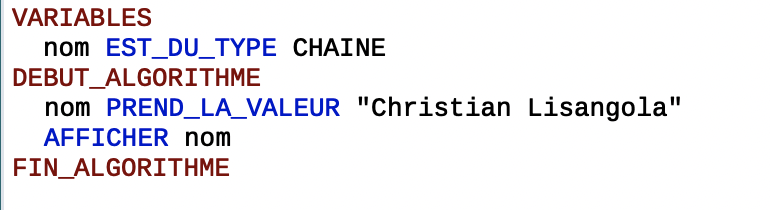 VARIABLES
nom EST_DU_TYPE CHAINE
DEBUT_ALGORITHME
nom PREND_LA_VALEUR "Christian Lisangola"
AFFICHER nom
FIN_ALGORITHME